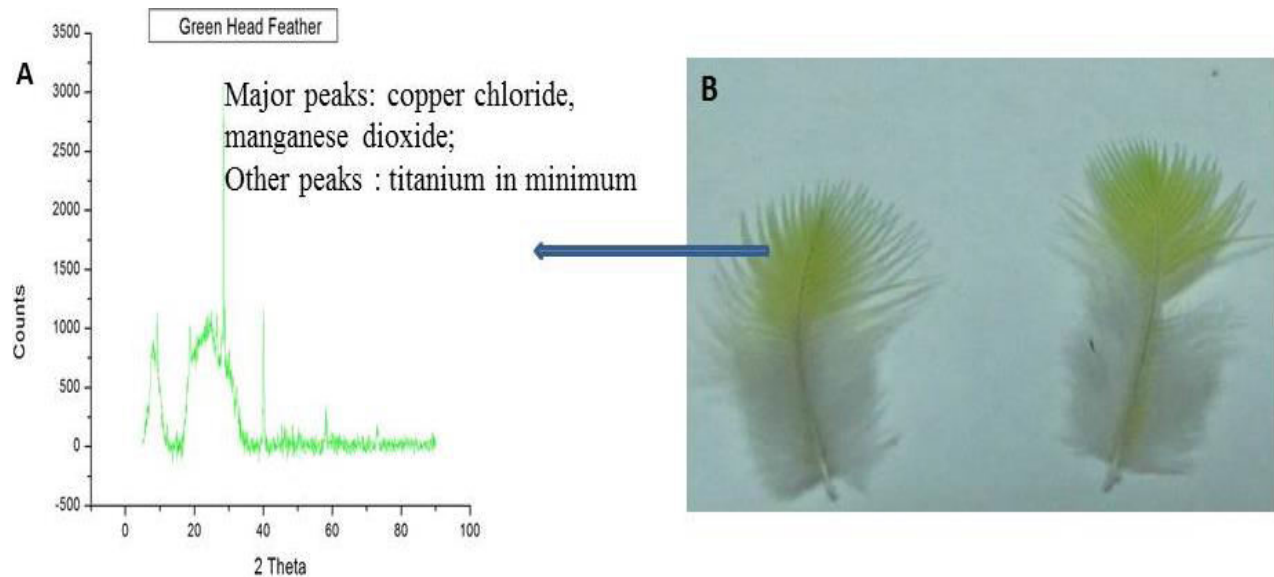 Green Head Feather
A
B
Major peaks: copper chloride,
manganese dioxide;
Other peaks : titanium in minimum
3500
3000
2500
2000
1500
1000
500
0
-500
Counts
0 20 40 60 80 100
2 Theta